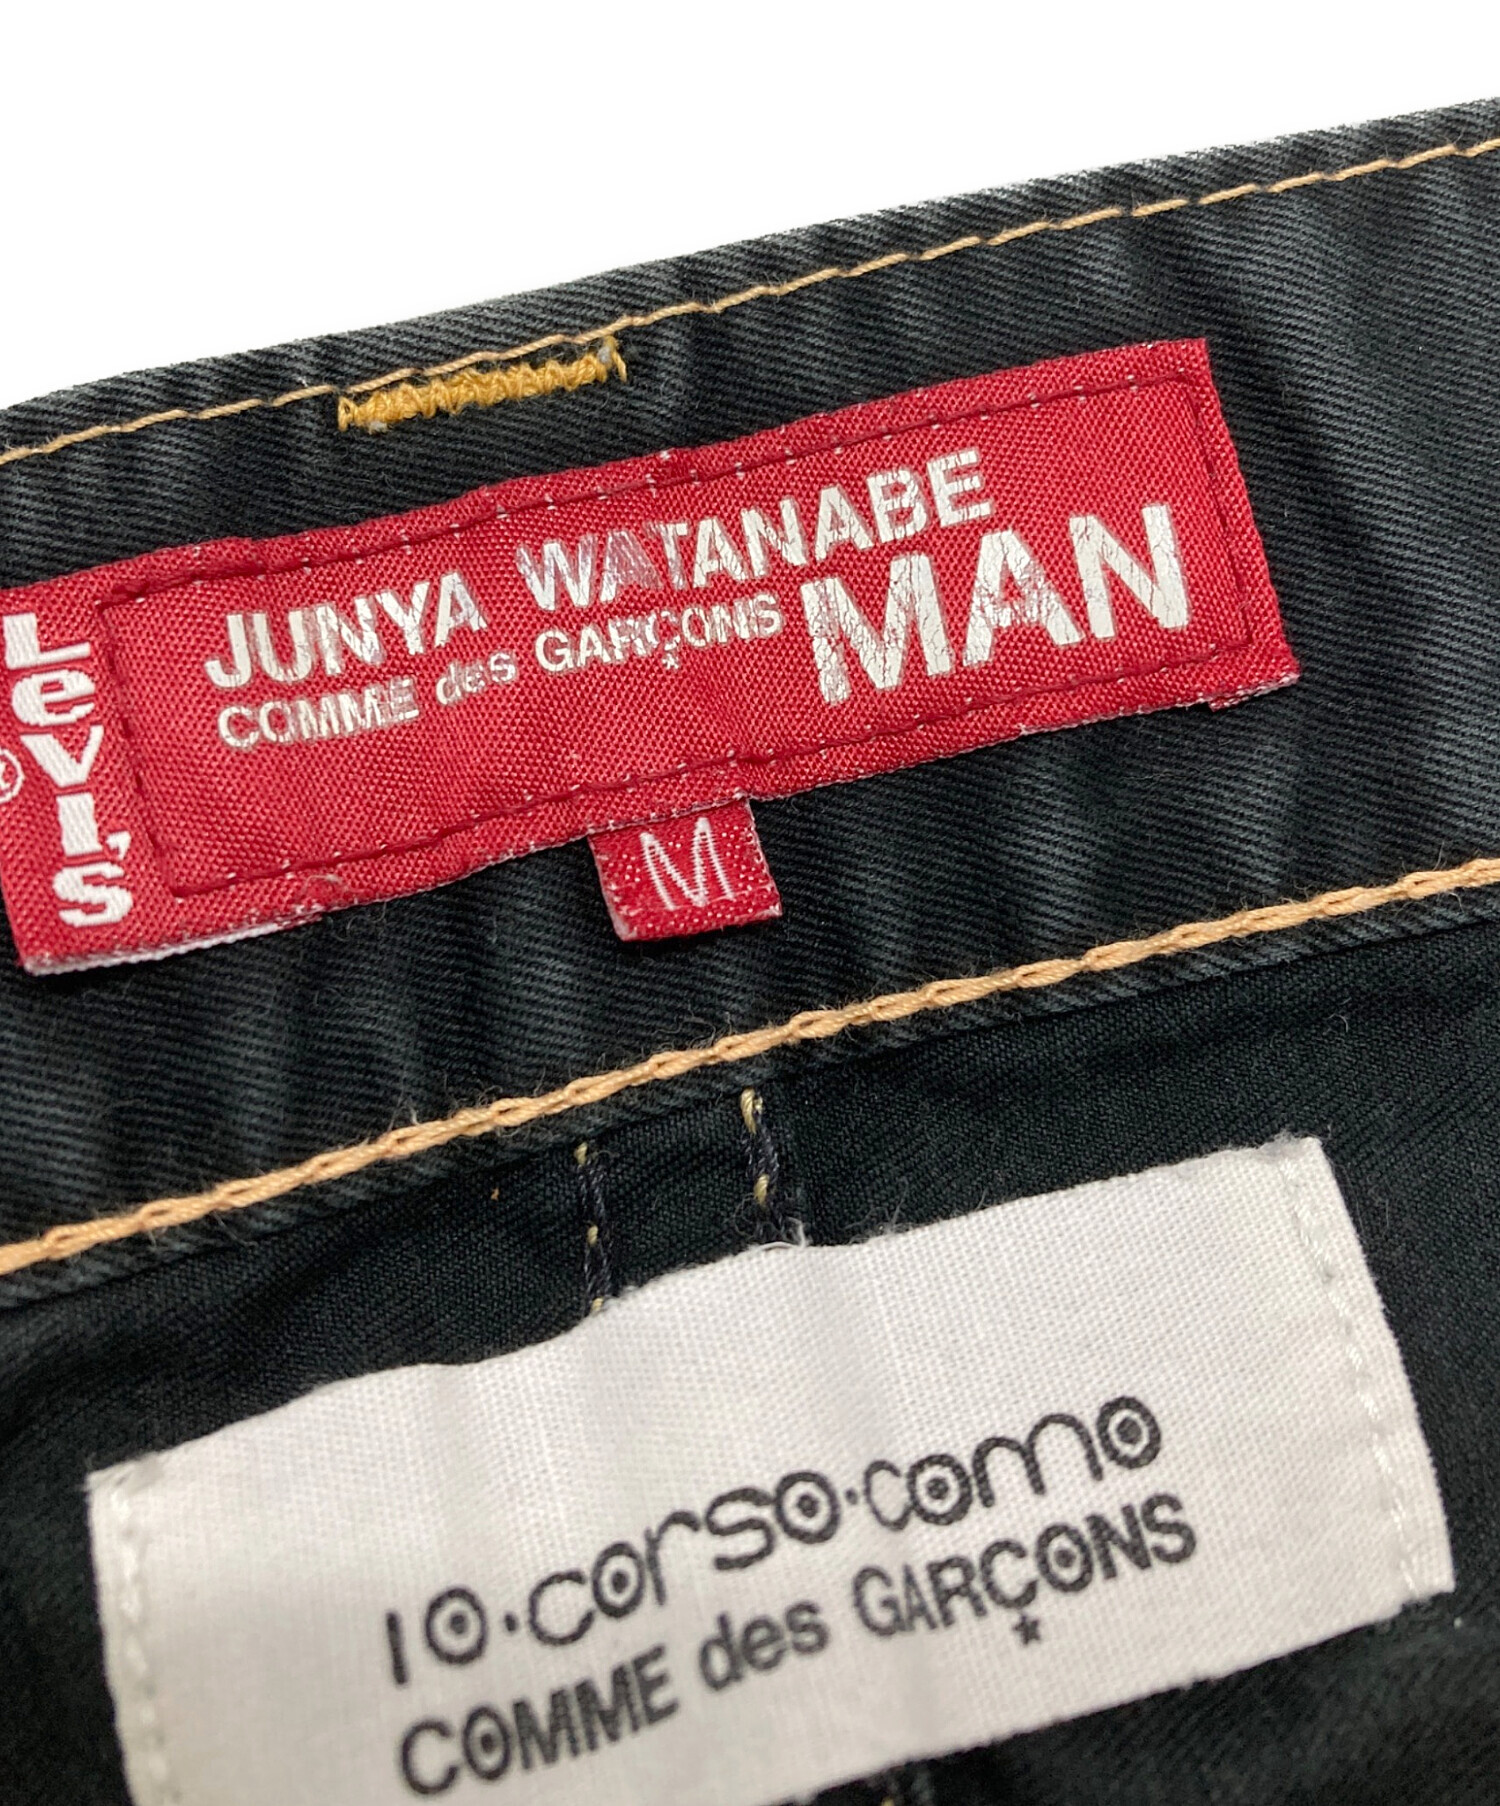 Levi's
®
JUNYA WATANABE
COMME des GARÇONS MAN
M
10·corso·como
COMME des GARÇONS